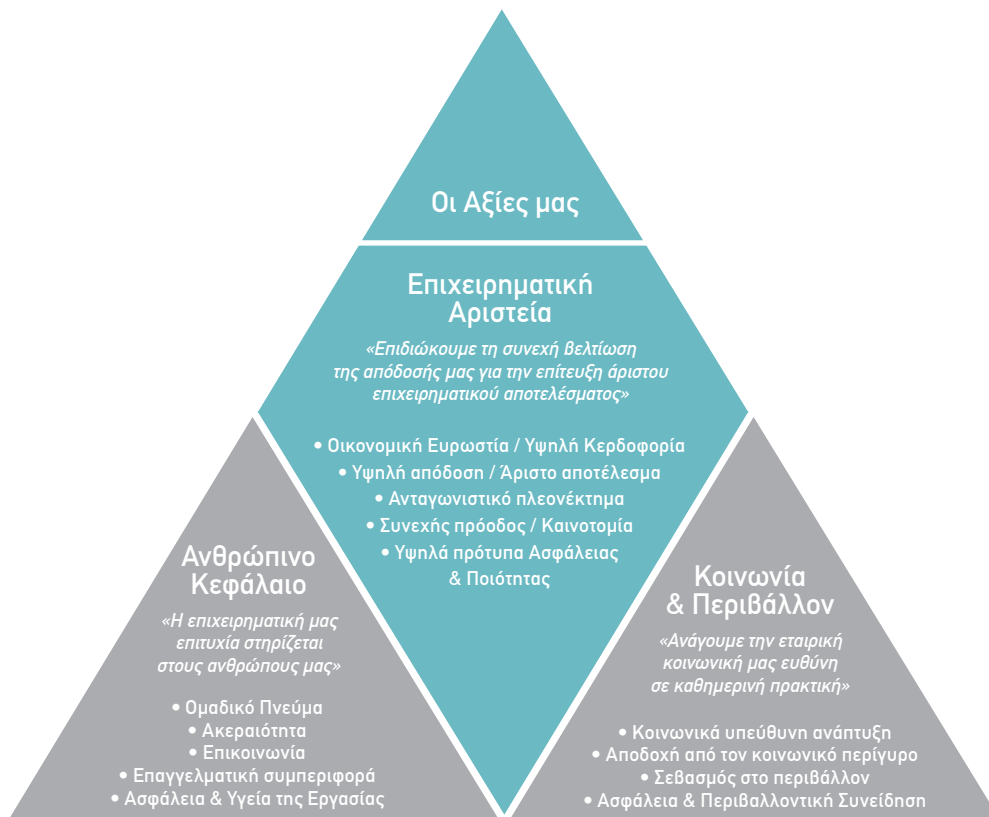 Οι Αξίες μας
Επιχειρηματική
Αριστεία
«Επιδιώκουμε τη συνεχή βελτίωση
της απόδοσής μας για την επίτευξη άριστου
επιχειρηματικού αποτελέσματος»
• Οικονομική Ευρωστία / Υψηλή Κερδοφορία
• Υψηλή απόδοση / Άριστο αποτέλεσμα
• Ανταγωνιστικό πλεονέκτημα
• Συνεχής πρόοδος / Καινοτομία
• Υψηλά πρότυπα Ασφάλειας
& Ποιότητας
Ανθρώπινο
Κεφάλαιο
«Η επιχειρηματική μας
επιτυχία στηρίζεται
στους ανθρώπους μας»
• Ομαδικό Πνεύμα
• Ακεραιότητα
• Επικοινωνία
• Επαγγελματική συμπεριφορά
• Ασφάλεια & Υγεία της Εργασίας
Κοινωνία
& Περιβάλλον
«Ανάγουμε την εταιρική
κοινωνική μας ευθύνη
σε καθημερινή πρακτική»
• Κοινωνικά υπεύθυνη ανάπτυξη
• Αποδοχή από τον κοινωνικό περίγυρο
• Σεβασμός στο περιβάλλον
• Ασφάλεια & Περιβαλλοντική Συνείδηση